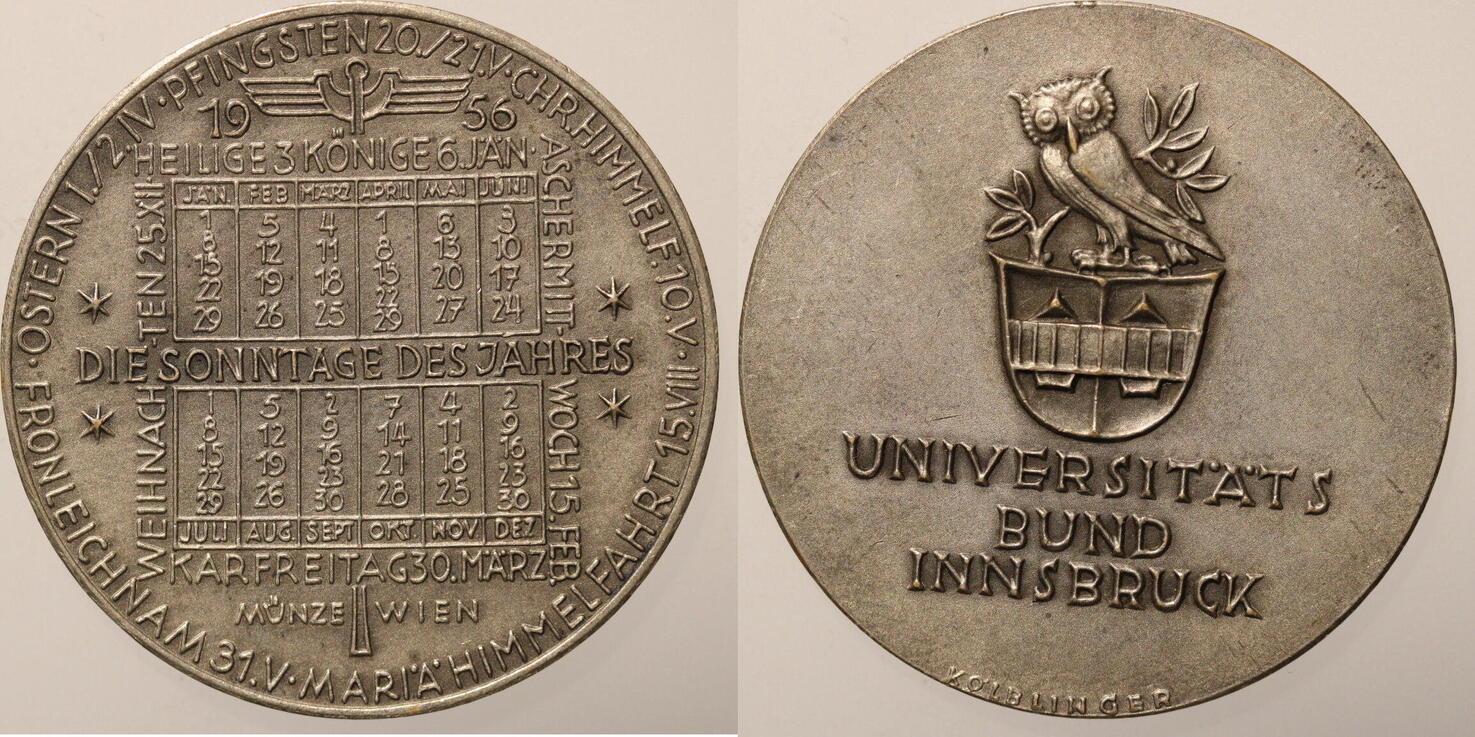 OSTERN 1./2.IV · PFINGSTEN 20./21.V · CHR.HIMMELF. 10.V · MARIÄ HIMMELFAHRT 15.VIII · FRONLEICHNAM 31.V ·
19 56
HEILIGE 3 KÖNIGE 6.JÄN ·
ASCHERMITT-
WOCH 15. FEB.
WEIHNACH-
TEN 25.XII.
JÄN FEB MÄRZ APRIL MAI JUNI
1 5 4 1 6 3
8 12 11 8 13 10
15 19 18 15 20 17
22 26 25 22 27 24
29 29
DIE SONNTAGE DES JAHRES
1 5 2 7 4 2
8 12 9 14 11 9
15 19 16 21 18 16
22 26 23 28 25 23
29 30 30
JULI AUG. SEPT OKT. NOV. DEZ
KARFREITAG 30. MÄRZ
MÜNZE WIEN
UNIVERSITÄTS
BUND
INNSBRUCK
KÖLBLINGER